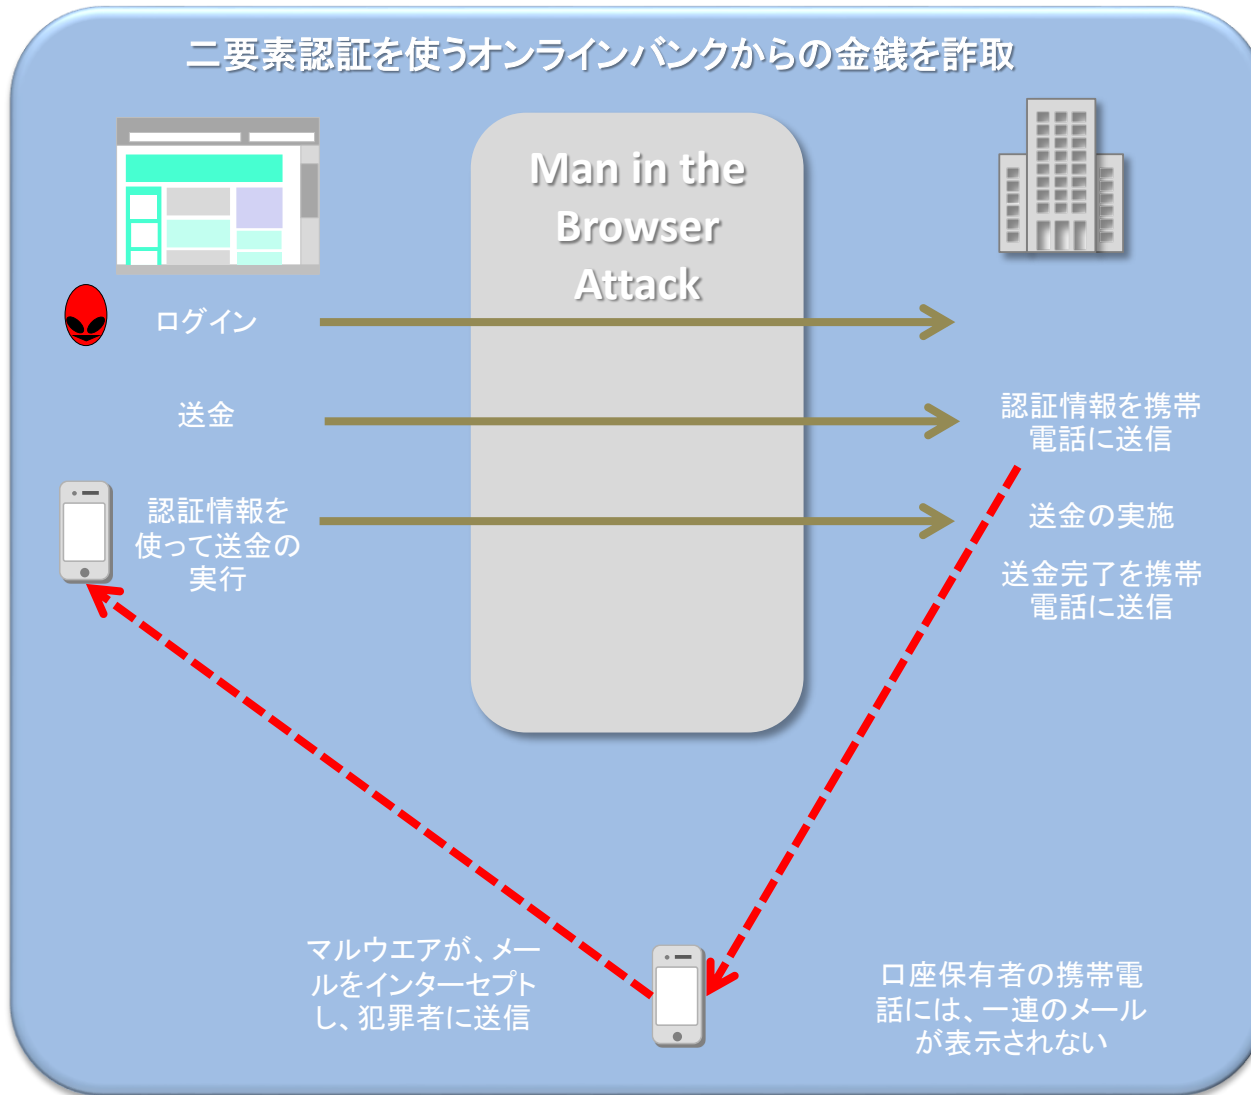 二要素認証を使うオンラインバンクからの金銭を詐取
Man in the
Browser
Attack
ログイン
送金
認証情報を携帯
電話に送信
認証情報を
使って送金の
実行
送金の実施
送金完了を携帯
電話に送信
マルウエアが、メー
ルをインターセプト
し、犯罪者に送信
口座保有者の携帯電
話には、一連のメール
が表示されない